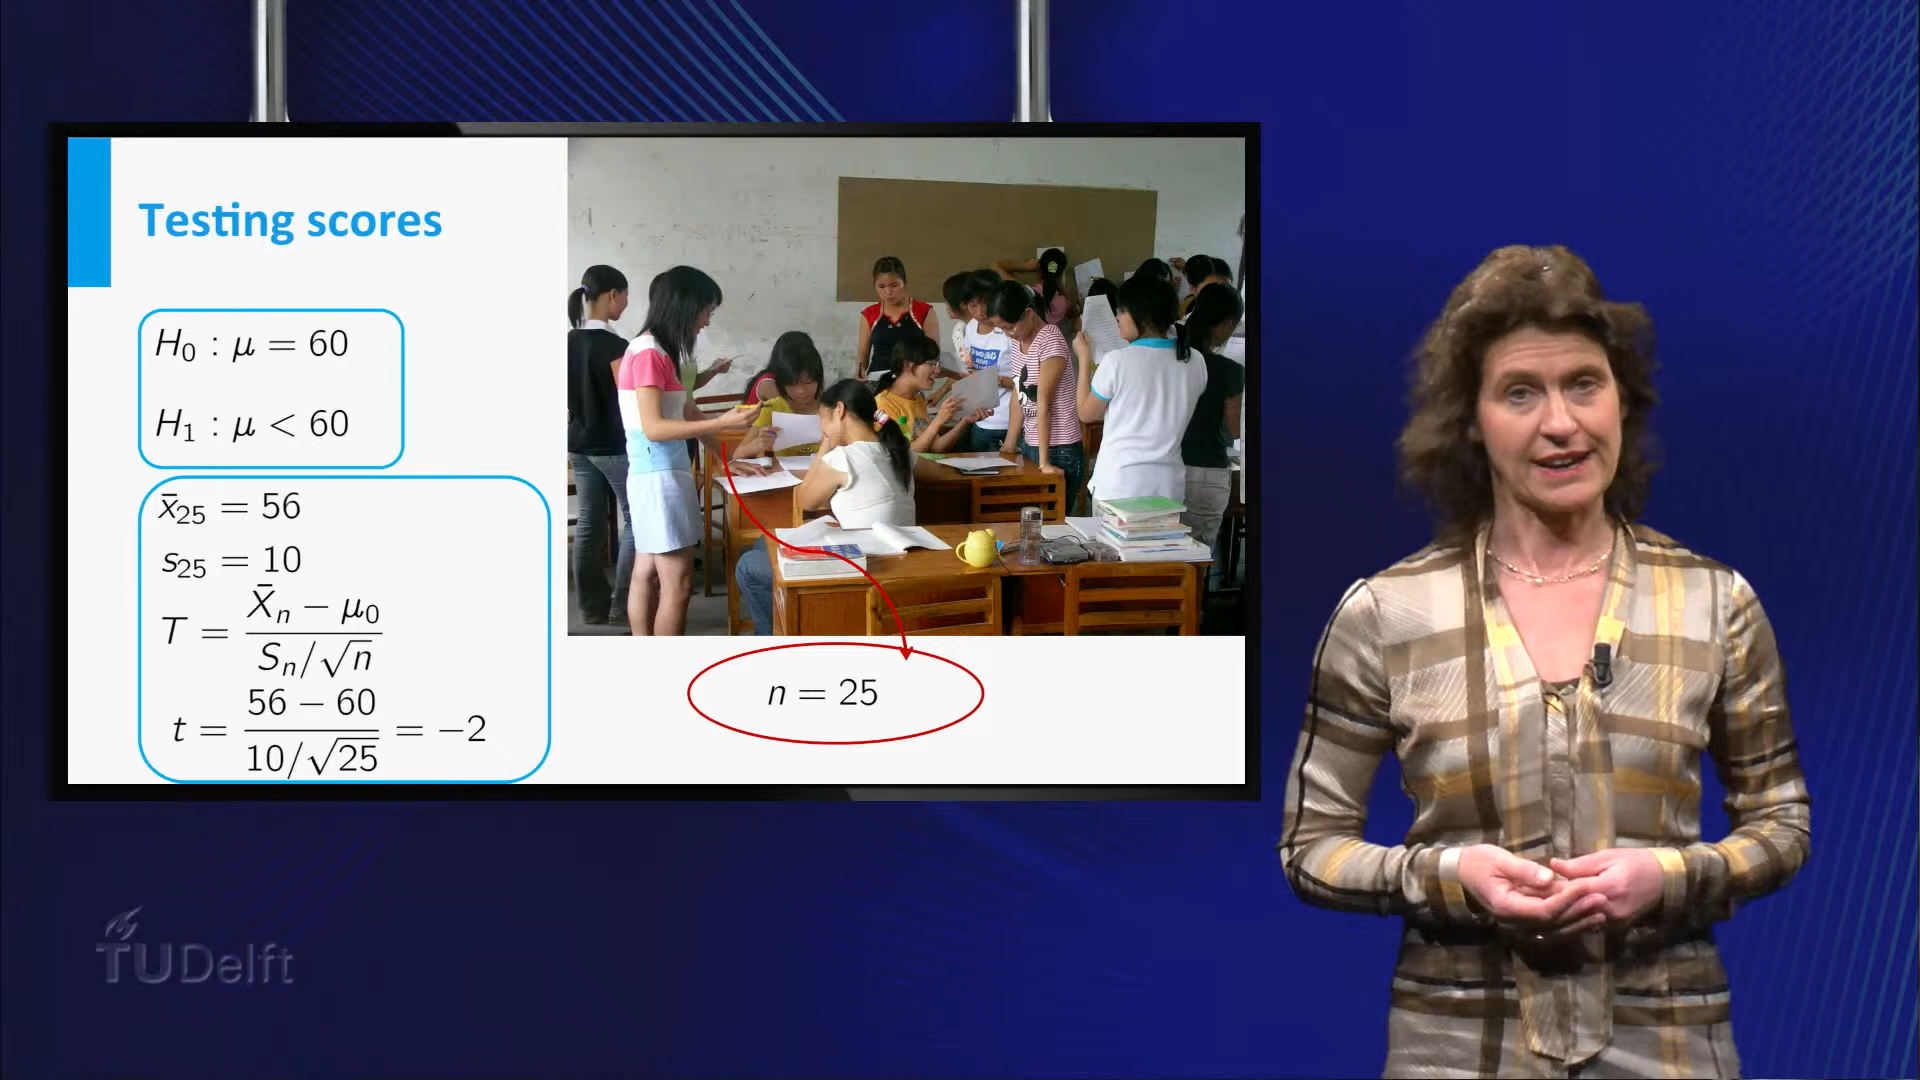 Testing scores
H₀ : μ = 60
H₁ : μ < 60
x̄₂₅ = 56
s₂₅ = 10
T = (X̄ₙ − μ₀) / (Sₙ/√n)
t = (56 − 60) / (10/√25) = −2
n = 25
TUDelft